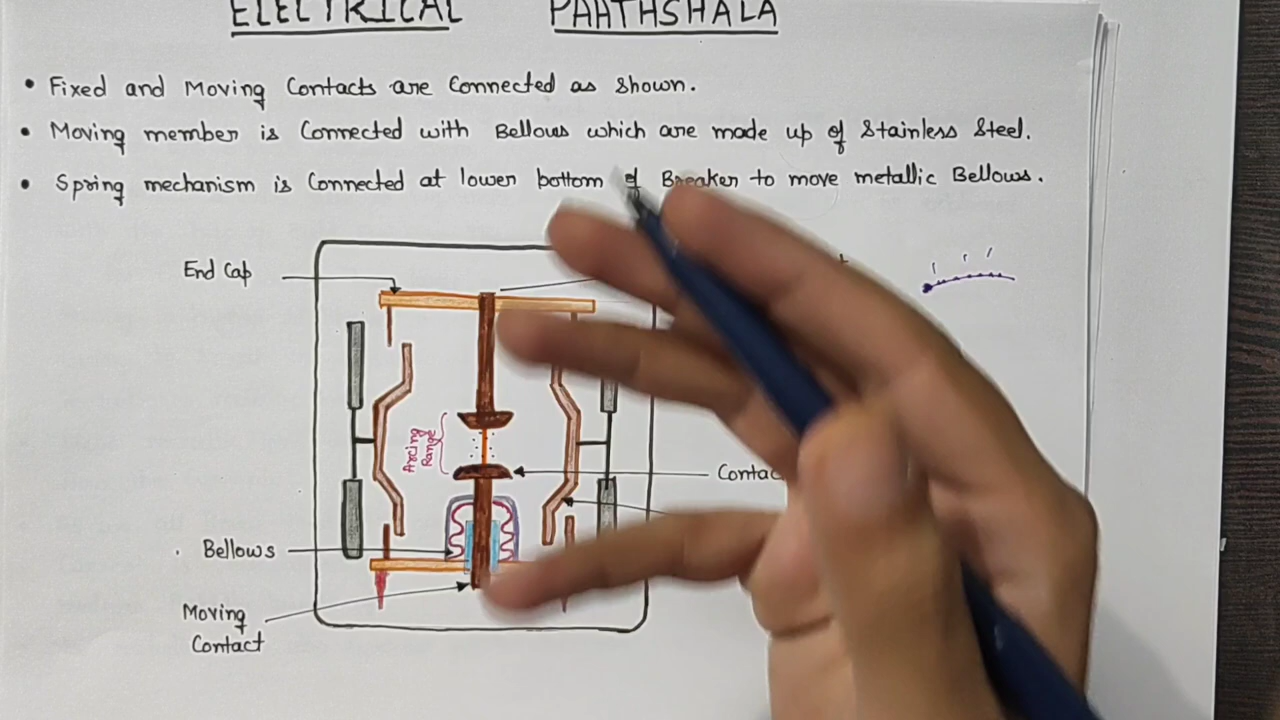 ELECTRICAL PAATHSHALA
• Fixed and Moving Contacts are Connected as Shown.
• Moving member is Connected with Bellows which are made up of Stainless Steel.
• Spring mechanism is Connected at lower bottom of Breaker to move metallic Bellows.
End Cap
Arcing
Range
Bellows
Moving
Contact